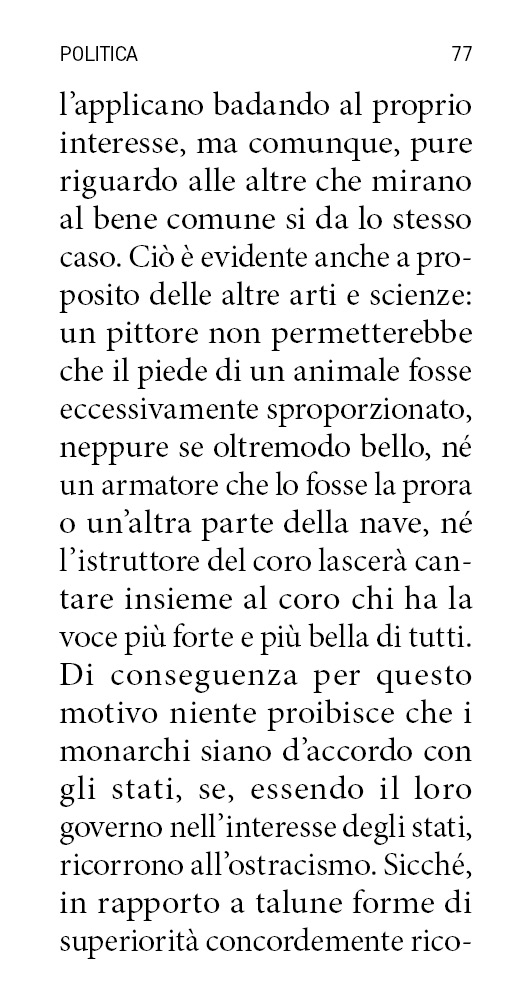 POLITICA 77
l’applicano badando al proprio
interesse, ma comunque, pure
riguardo alle altre che mirano
al bene comune si da lo stesso
caso. Ciò è evidente anche a pro-
posito delle altre arti e scienze:
un pittore non permetterebbe
che il piede di un animale fosse
eccessivamente sproporzionato,
neppure se oltremodo bello, né
un armatore che lo fosse la prora
o un’altra parte della nave, né
l’istruttore del coro lascerà can-
tare insieme al coro chi ha la
voce più forte e più bella di tutti.
Di conseguenza per questo
motivo niente proibisce che i
monarchi siano d’accordo con
gli stati, se, essendo il loro
governo nell’interesse degli stati,
ricorrono all’ostracismo. Sicché,
in rapporto a talune forme di
superiorità concordemente rico-